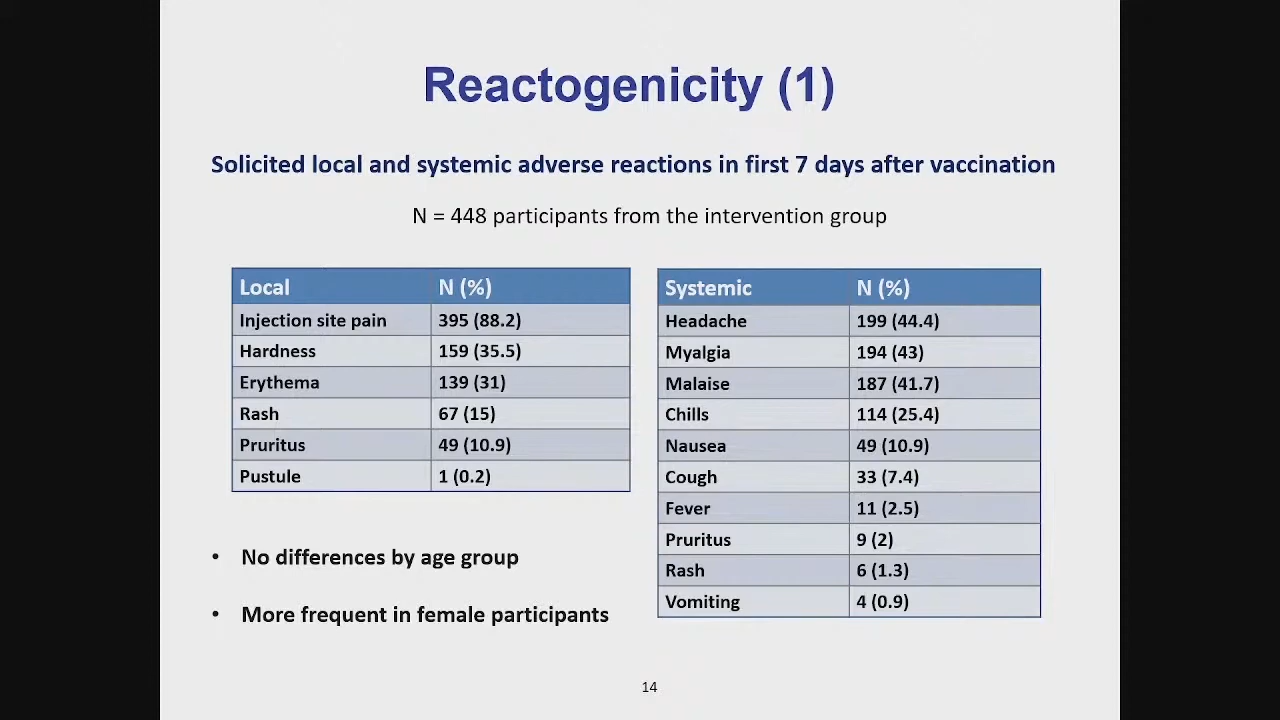 Reactogenicity (1)
Solicited local and systemic adverse reactions in first 7 days after vaccination
N = 448 participants from the intervention group
Local N (%)
Injection site pain 395 (88.2)
Hardness 159 (35.5)
Erythema 139 (31)
Rash 67 (15)
Pruritus 49 (10.9)
Pustule 1 (0.2)
Systemic N (%)
Headache 199 (44.4)
Myalgia 194 (43)
Malaise 187 (41.7)
Chills 114 (25.4)
Nausea 49 (10.9)
Cough 33 (7.4)
Fever 11 (2.5)
Pruritus 9 (2)
Rash 6 (1.3)
Vomiting 4 (0.9)
• No differences by age group
• More frequent in female participants
14